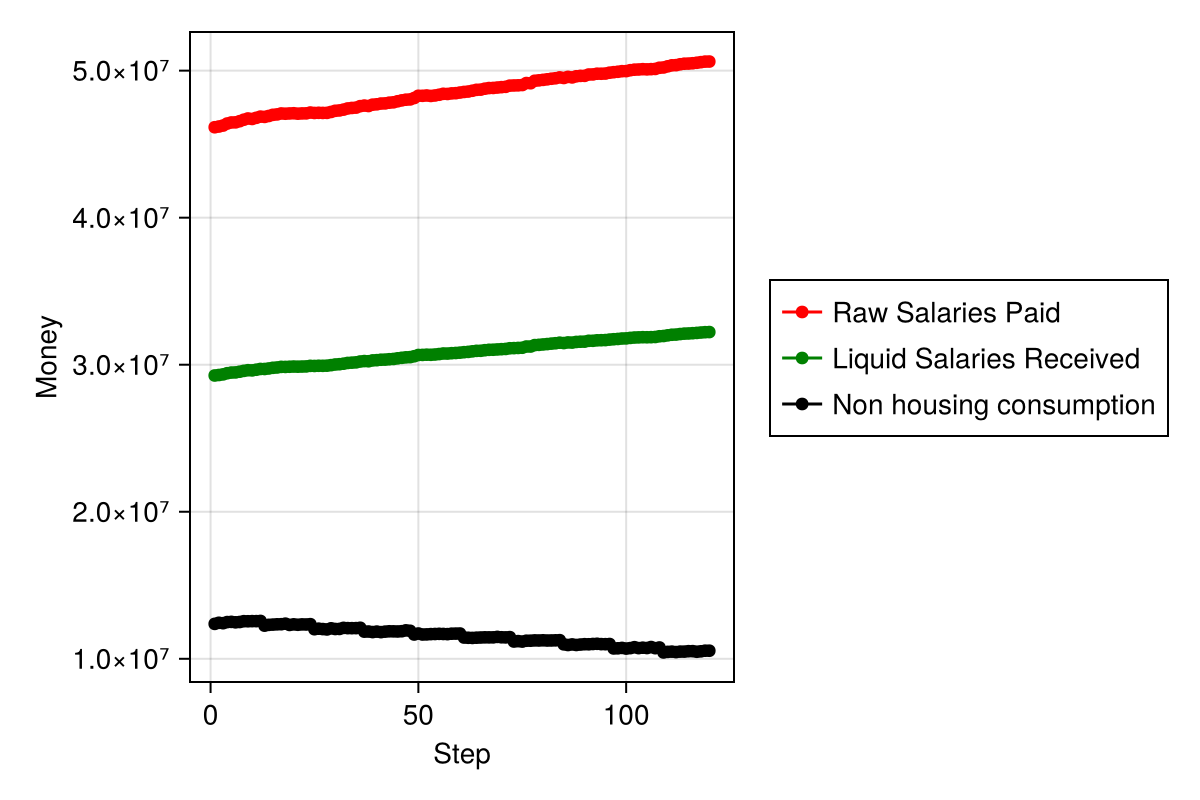 5.0×10⁷
4.0×10⁷
3.0×10⁷
2.0×10⁷
1.0×10⁷
Money
0 50 100
Step
Raw Salaries Paid
Liquid Salaries Received
Non housing consumption